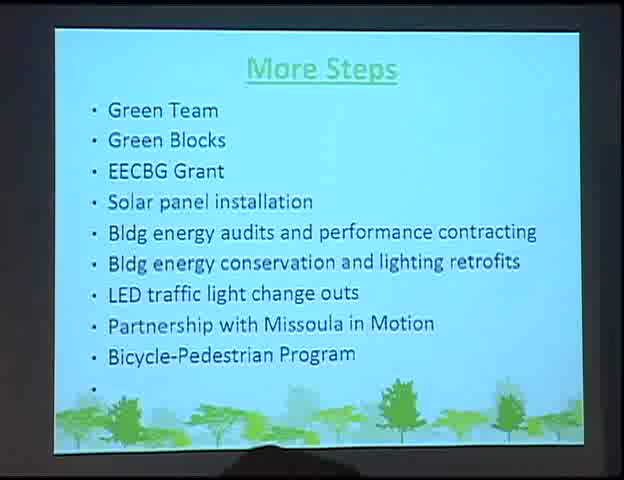 More Steps
• Green Team
• Green Blocks
• EECBG Grant
• Solar panel installation
• Bldg energy audits and performance contracting
• Bldg energy conservation and lighting retrofits
• LED traffic light change outs
• Partnership with Missoula in Motion
• Bicycle-Pedestrian Program
•